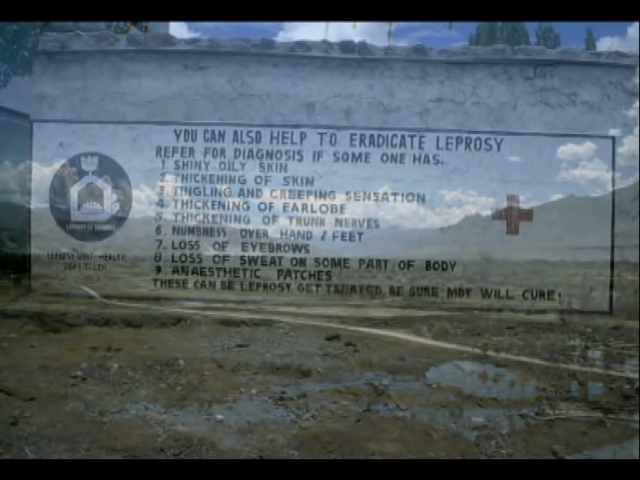 YOU CAN ALSO HELP TO ERADICATE LEPROSY
REFER FOR DIAGNOSIS IF SOME ONE HAS.
1. SHINY OILY SKIN
2. THICKENING OF SKIN
3 TINGLING AND CREEPING SENSATION
4. THICKENING OF EARLOBE
5. THICKENING OF TRUNK NERVES
6. NUMBNESS OVER HAND / FEET
7. LOSS OF EYEBROWS
8. LOSS OF SWEAT ON SOME PART OF BODY
9. ANAESTHETIC PATCHES
THESE CAN BE LEPROSY. GET BE SURE MDT WILL CURE!
LEPROSY UNIT HEALTH